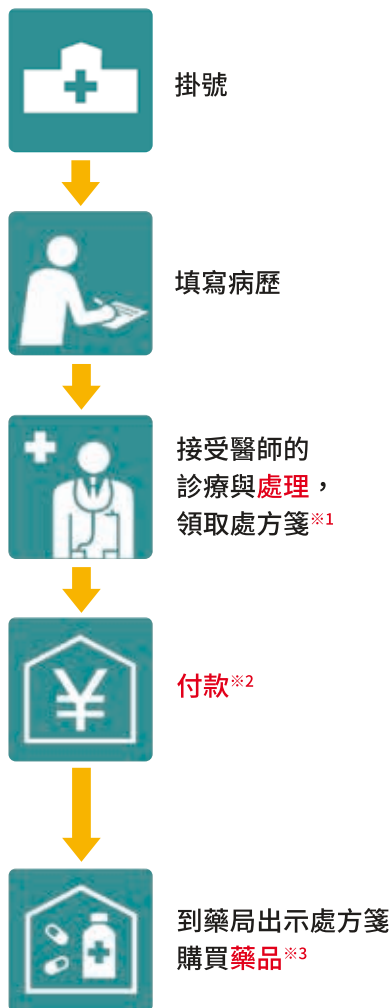 掛號
填寫病歷
接受醫師的
診療與處理，
領取處方箋※1
¥
付款※2
到藥局出示處方箋
購買藥品※3